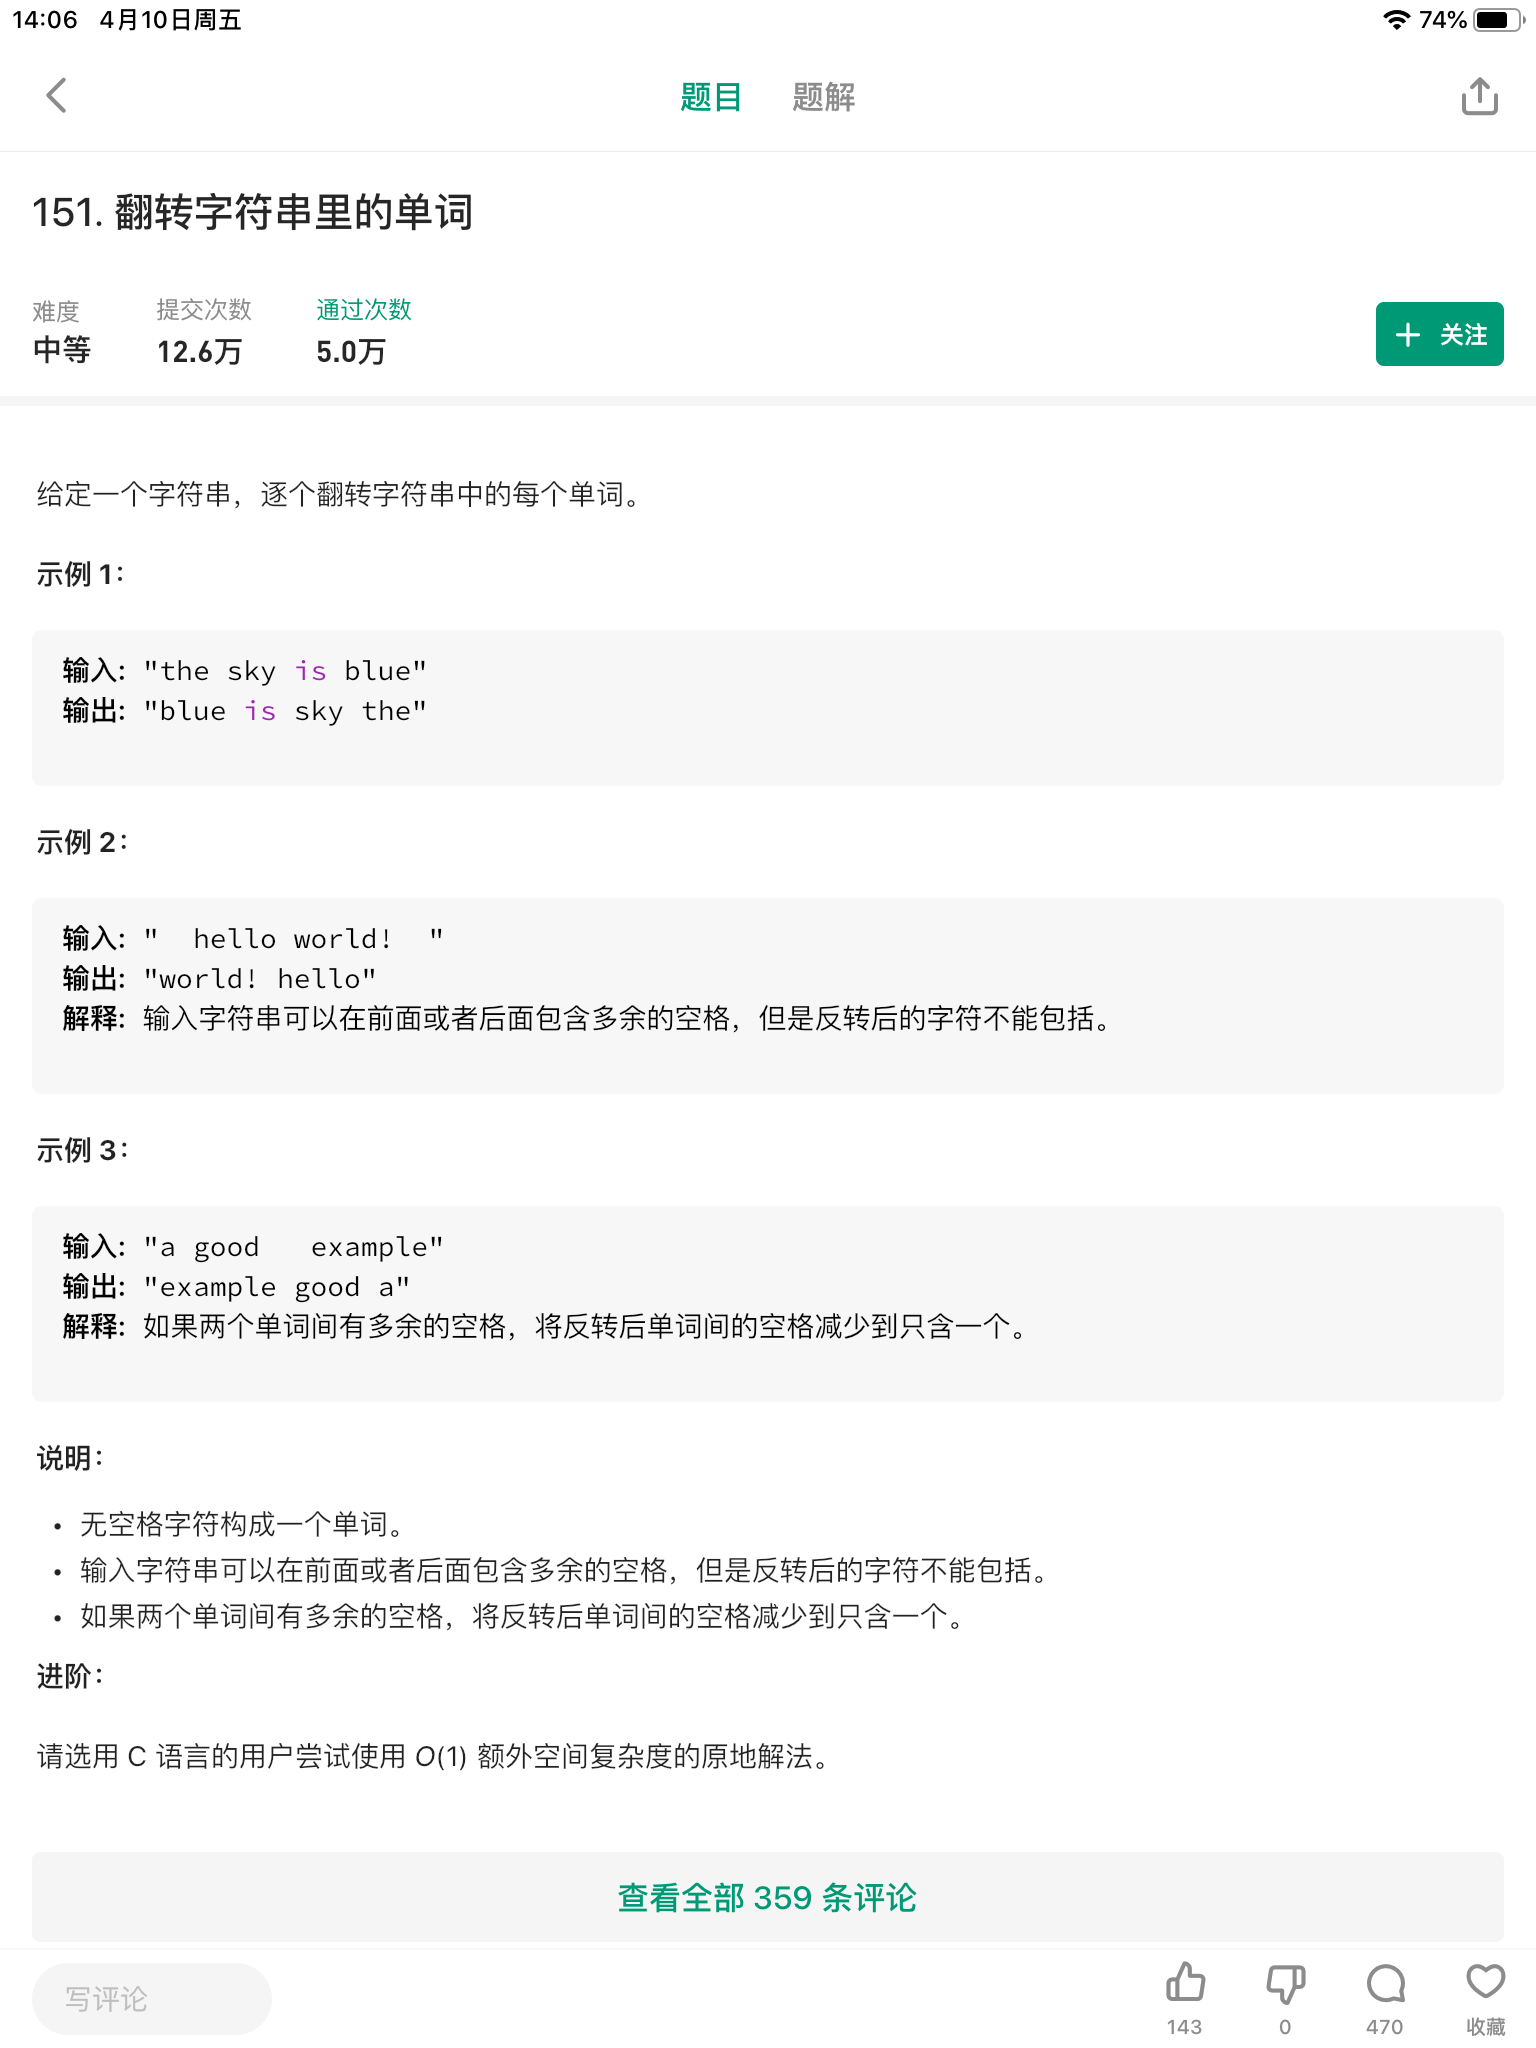 14:06 4月10日周五 74%
题目 题解
151. 翻转字符串里的单词
难度 提交次数 通过次数
中等 12.6万 5.0万
关注
给定一个字符串，逐个翻转字符串中的每个单词。
示例 1：
输入: "the sky is blue"
输出: "blue is sky the"
示例 2：
输入: "  hello world!  "
输出: "world! hello"
解释: 输入字符串可以在前面或者后面包含多余的空格，但是反转后的字符不能包括。
示例 3：
输入: "a good   example"
输出: "example good a"
解释: 如果两个单词间有多余的空格，将反转后单词间的空格减少到只含一个。
说明：
• 无空格字符构成一个单词。
• 输入字符串可以在前面或者后面包含多余的空格，但是反转后的字符不能包括。
• 如果两个单词间有多余的空格，将反转后单词间的空格减少到只含一个。
进阶：
请选用 C 语言的用户尝试使用 O(1) 额外空间复杂度的原地解法。
查看全部 359 条评论
写评论
143 0 470 收藏